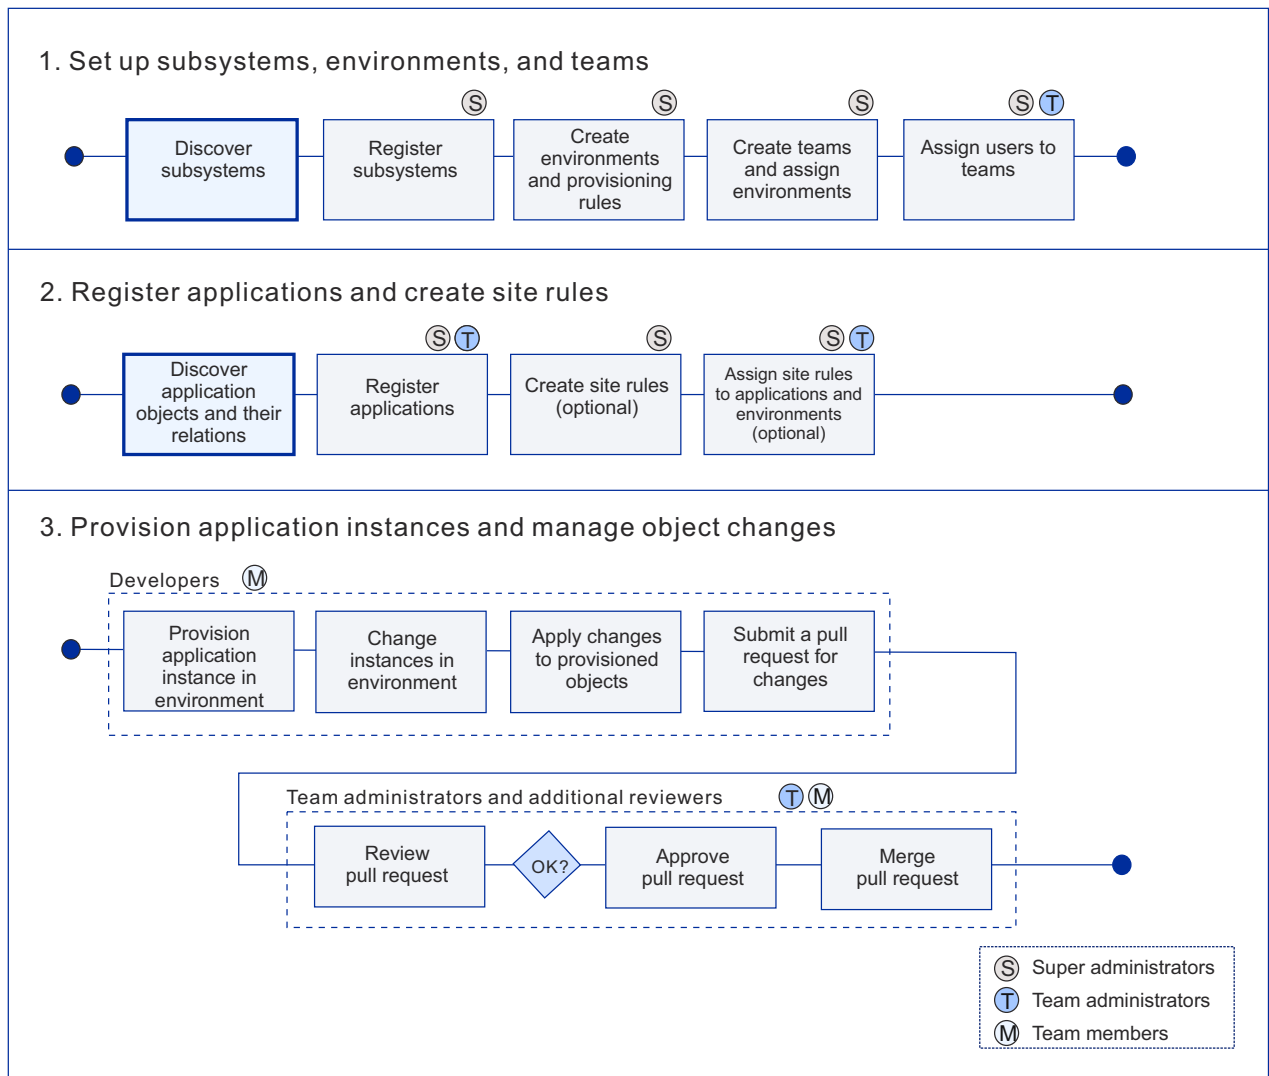 1. Set up subsystems, environments, and teams
S
S
S
S T
Discover
subsystems
Register
subsystems
Create
environments
and provisioning
rules
Create teams
and assign
environments
Assign users to
teams
2. Register applications and create site rules
S T
S
S T
Discover
application
objects and their
relations
Register
applications
Create site rules
(optional)
Assign site rules
to applications and
environments
(optional)
3. Provision application instances and manage object changes
Developers M
Provision
application
instance in
environment
Change
instances in
environment
Apply changes
to provisioned
objects
Submit a pull
request for
changes
Team administrators and additional reviewers T M
Review
pull request
OK?
Approve
pull request
Merge
pull request
S Super administrators
T Team administrators
M Team members